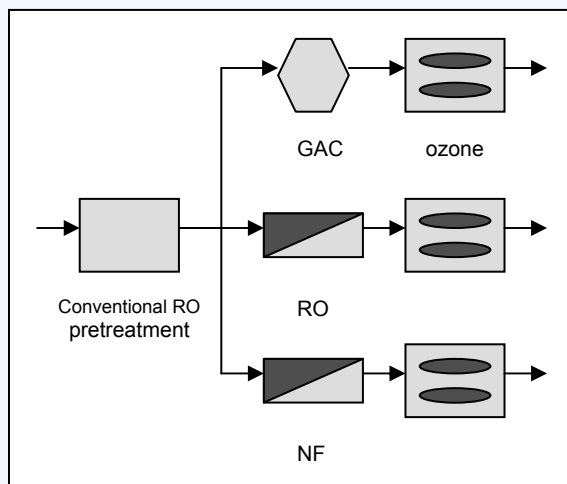 GAC
ozone
Conventional RO
pretreatment
RO
NF